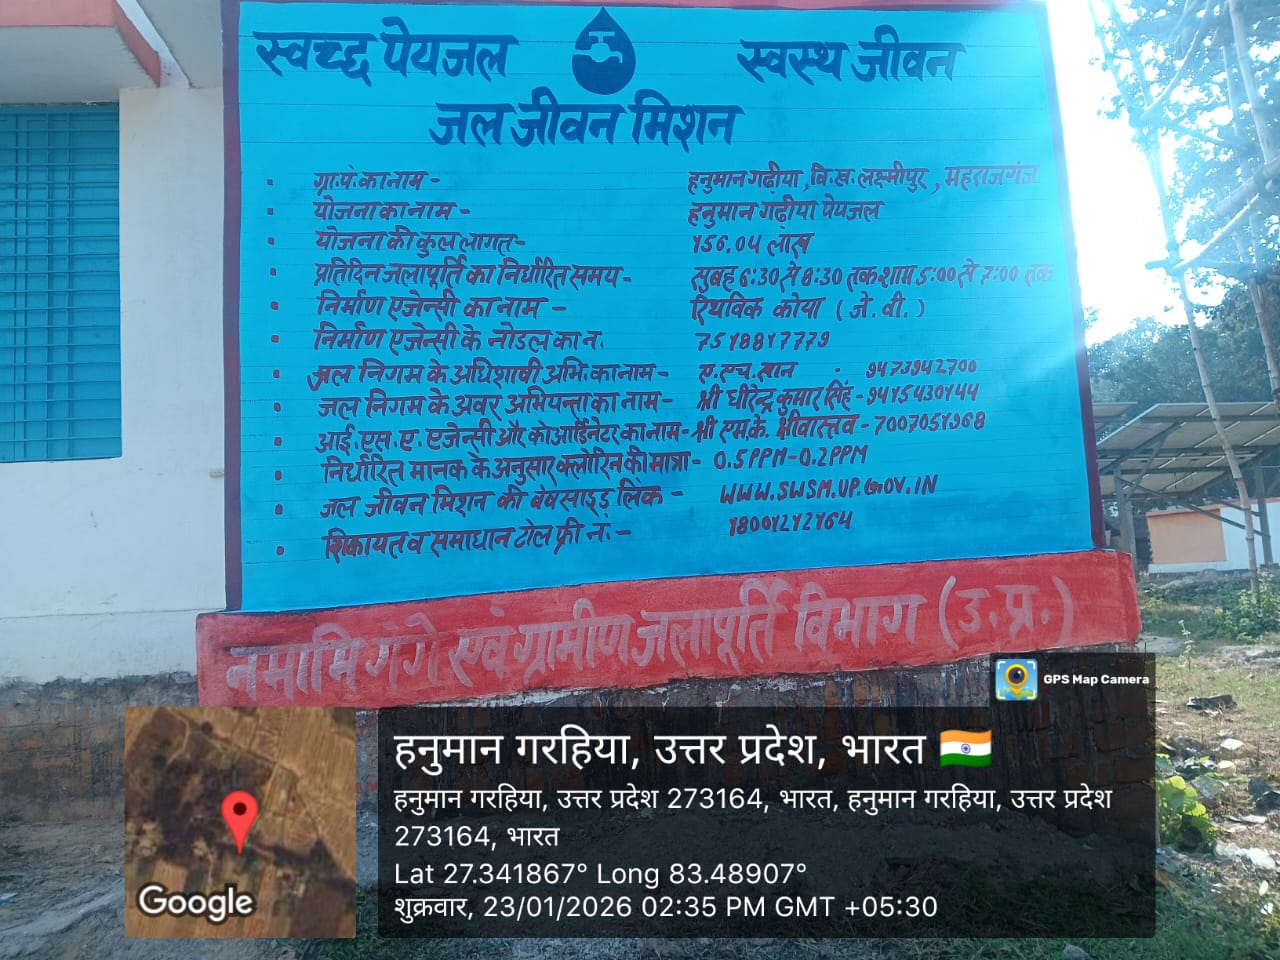 स्वच्छ पेयजल स्वस्थ जीवन
जल जीवन मिशन
• ग्रा.पं. का नाम - हनुमान गढ़ीया, वि.ख. लक्ष्मीपुर, महराजगंज
• योजना का नाम - हनुमान गढ़ीया पेयजल
• योजना की कुल लागत - 156.04 लाख
• प्रतिदिन जलापूर्ति का निर्धारित समय - सुबह 6:30 से 8:30 तक शाम 5:00 से 7:00 तक
• निर्माण एजेन्सी का नाम - रिथविक कोया (जे.वी.)
• निर्माण एजेन्सी के नोडल का न. 7518817779
• जल निगम के अधिशाषी अभि. का नाम - ए.एच.खान - 9473942700
• जल निगम के अवर अभियन्ता का नाम - श्री धीरेन्द्र कुमार सिंह - 9415430144
• आई.एस.ए. एजेन्सी और कोआर्डिनेटर का नाम - श्री एम.के. श्रीवास्तव - 7007051968
• निर्धारित मानक के अनुसार क्लोरिन की मात्रा - 0.5PPM-0.2PPM
• जल जीवन मिशन की बेवसाइड लिंक - WWW.SWSM.UP.GOV.IN
• शिकायत व समाधान टोल फ्री नं. - 18001212164
नमामि गंगे एवं ग्रामीण जलापूर्ति विभाग (उ.प्र.)
GPS Map Camera
हनुमान गरहिया, उत्तर प्रदेश, भारत
हनुमान गरहिया, उत्तर प्रदेश 273164, भारत, हनुमान गरहिया, उत्तर प्रदेश
273164, भारत
Lat 27.341867° Long 83.48907°
शुक्रवार, 23/01/2026 02:35 PM GMT +05:30
Google